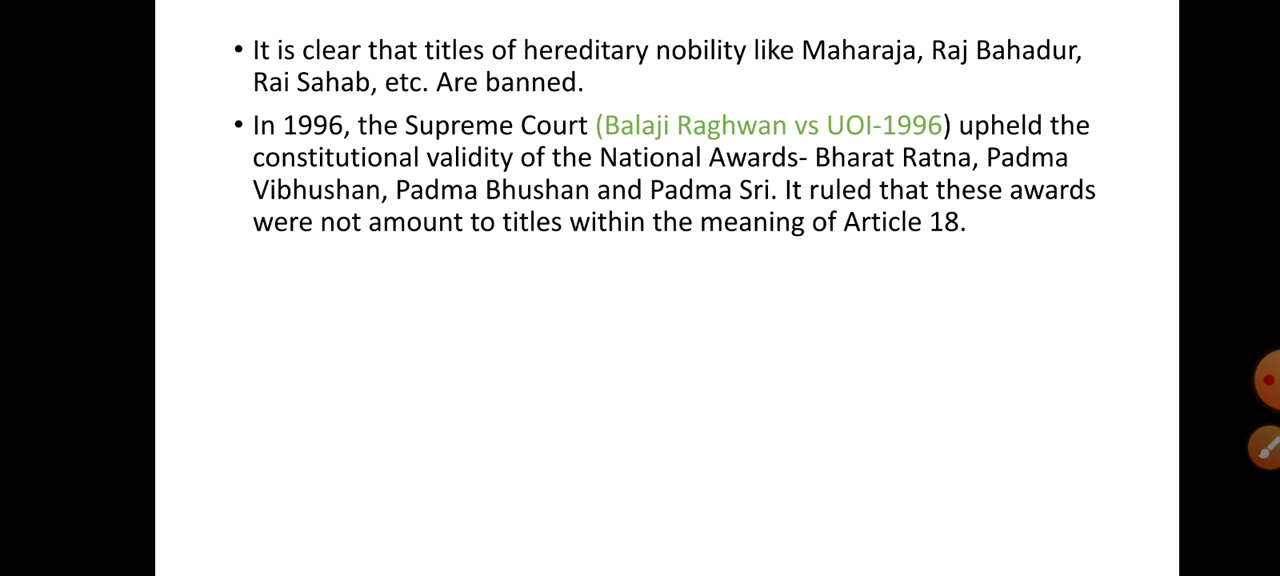 • It is clear that titles of hereditary nobility like Maharaja, Raj Bahadur,
Rai Sahab, etc. Are banned.
• In 1996, the Supreme Court (Balaji Raghwan vs UOI-1996) upheld the
constitutional validity of the National Awards- Bharat Ratna, Padma
Vibhushan, Padma Bhushan and Padma Sri. It ruled that these awards
were not amount to titles within the meaning of Article 18.